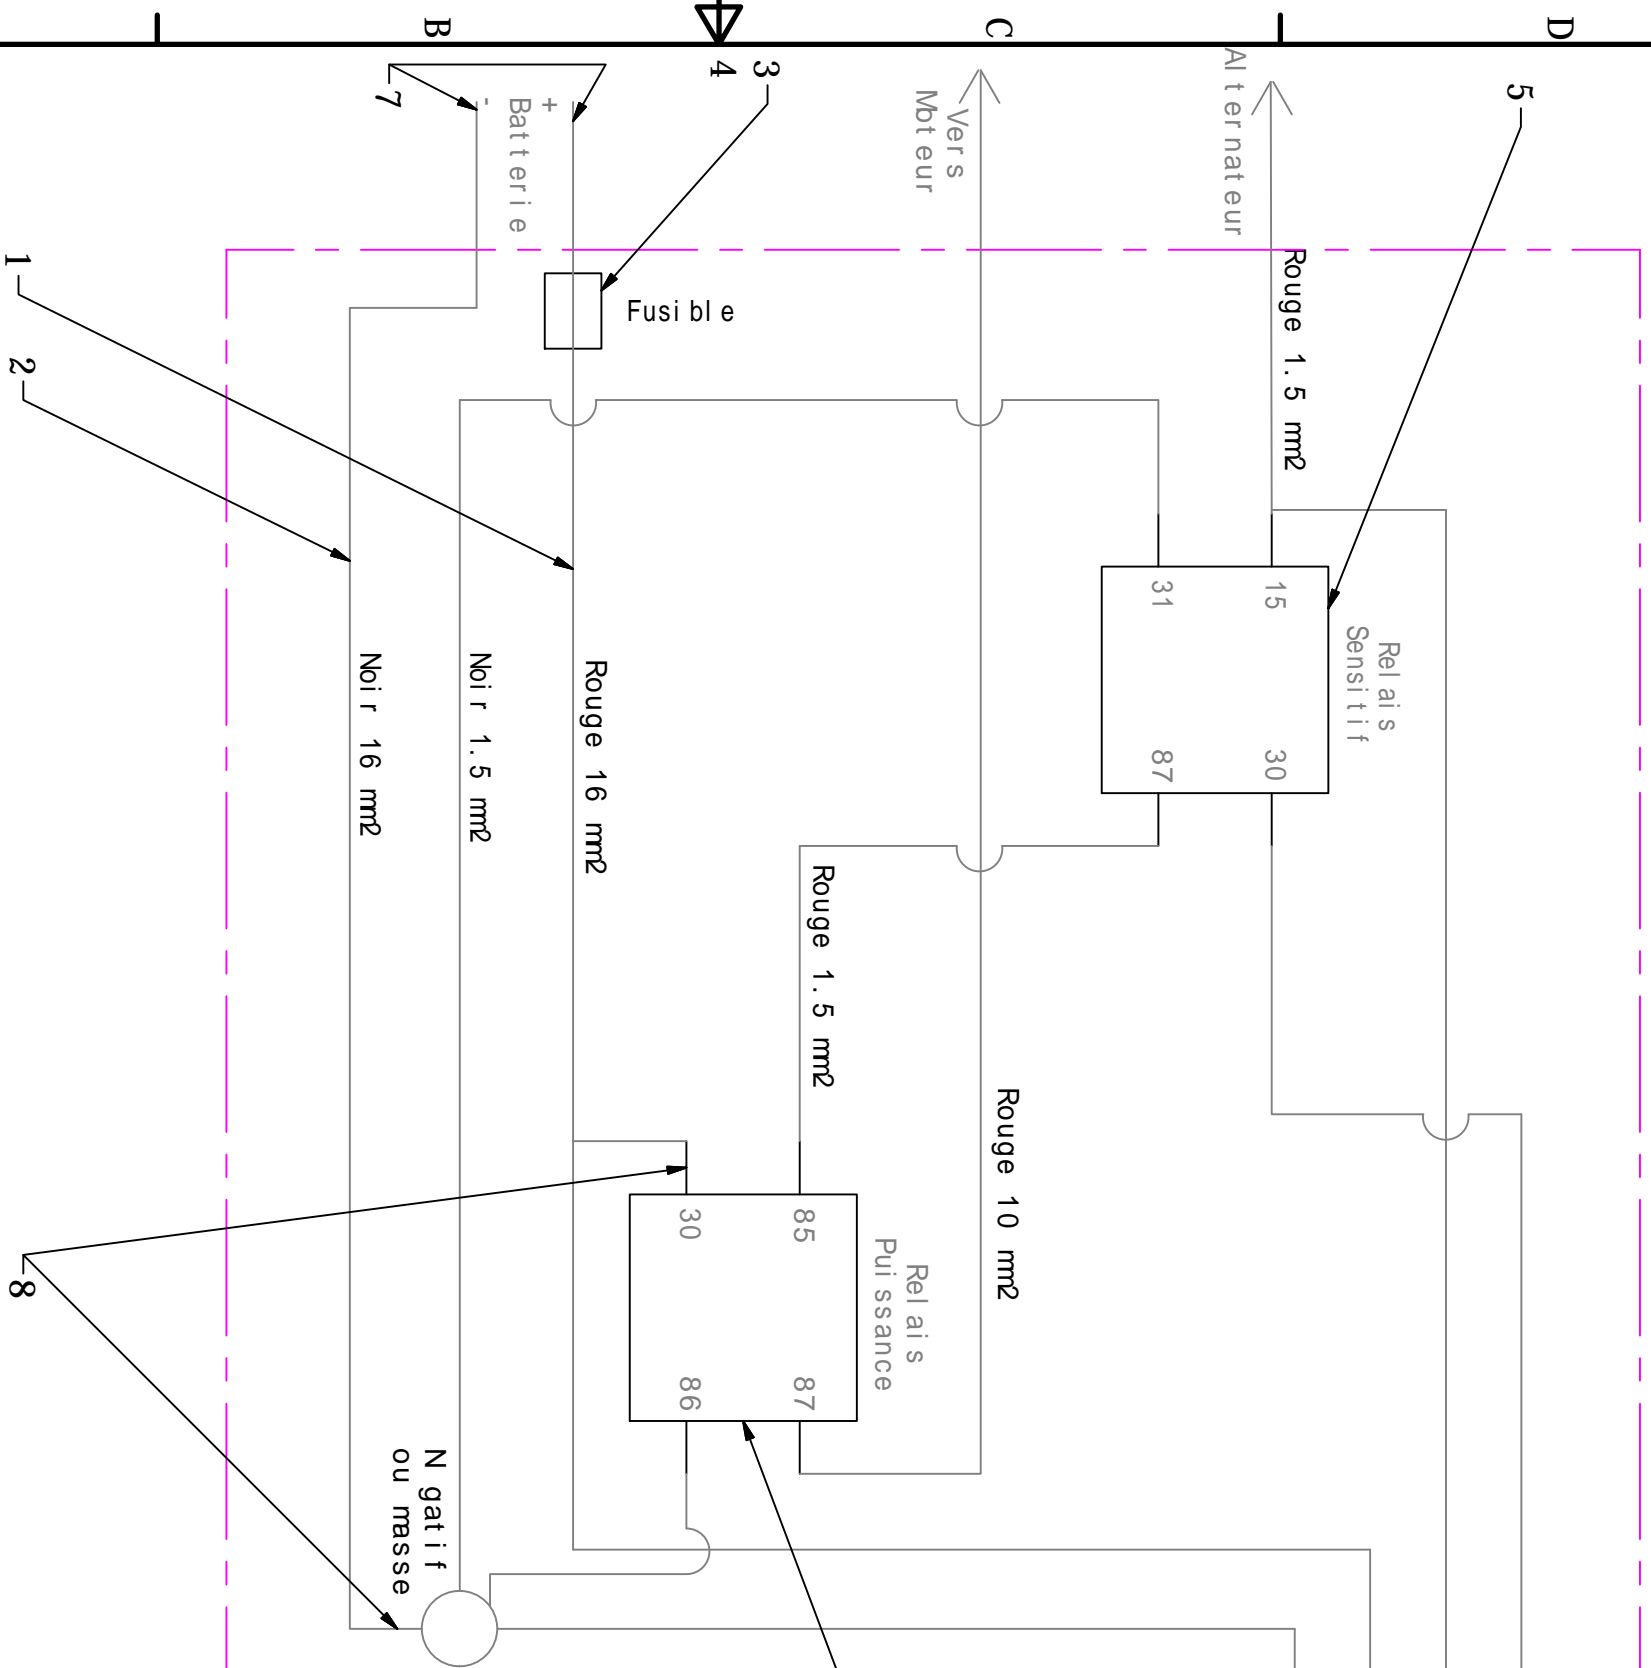 B
C
D
4
3
5
7
1
2
8
-
+
Batterie
Vers
Moteur
Alternateur
Fusible
Rouge 1.5 mm2
31
15
87
30
Relais
Sensitif
Noir 16 mm2
Noir 1.5 mm2
Rouge 16 mm2
Rouge 1.5 mm2
Rouge 10 mm2
30
85
86
87
Relais
Puissance
N gatif
ou masse